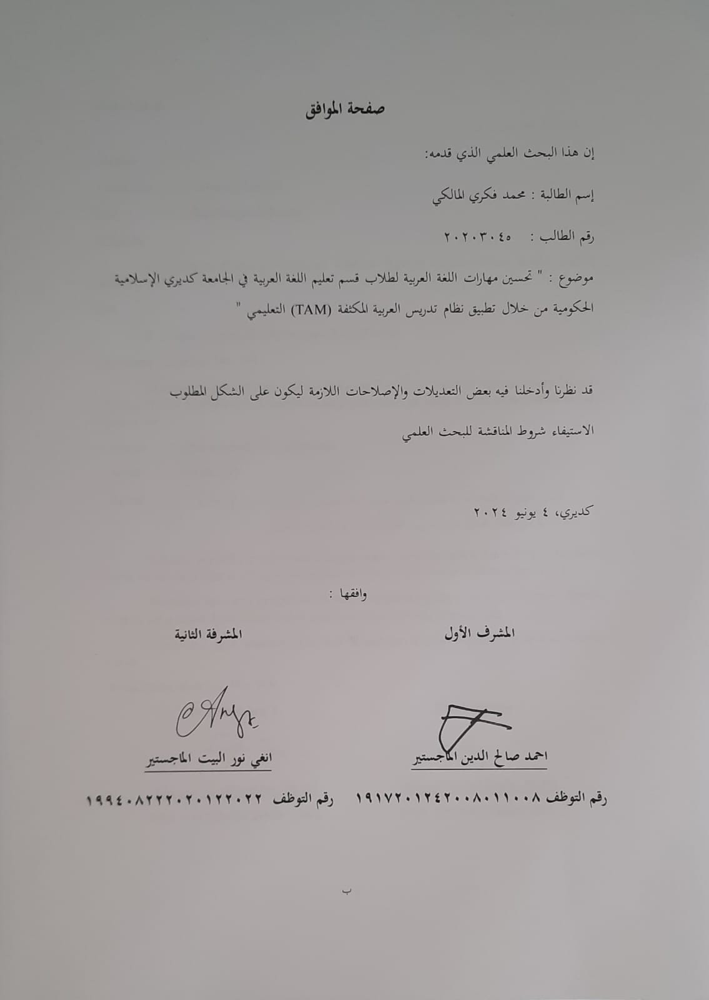 صفحة الموافق
إن هذا البحث العلمي الذي قدمه:
إسم الطالبة : محمد فكري المالكي
رقم الطالب : ٢٠٢٠٣٠٤٥
موضوع : " تحسين مهارات اللغة العربية لطلاب قسم تعليم اللغة العربية في الجامعة كديري الإسلامية
الحكومية من خلال تطبيق نظام تدريس العربية المكثفة (TAM) التعليمي "
قد نظرنا وأدخلنا فيه بعض التعديلات والإصلاحات اللازمة ليكون على الشكل المطلوب
الاستيفاء شروط المناقشة للبحث العلمي
كديري، ٤ يونيو ٢٠٢٤
وافقها :
المشرف الأول المشرفة الثانية
احمد صالح الدين الماجستير انغي نور البيت الماجستير
رقم التوظف ١٩١٧٢٠١٢٤٢٠٠٨٠١١٠٠٨ رقم التوظف ١٩٩٤٠٨٢٢٢٠٢٠١٢٢٠٢٢
ب